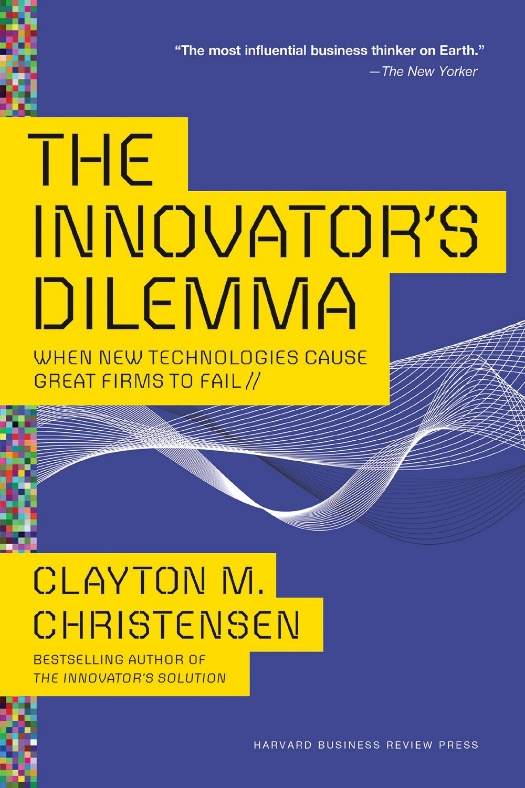 “The most influential business thinker on Earth.”
—The New Yorker
THE
INNOVATOR’S
DILEMMA
WHEN NEW TECHNOLOGIES CAUSE
GREAT FIRMS TO FAIL //
CLAYTON M.
CHRISTENSEN
BESTSELLING AUTHOR OF
THE INNOVATOR’S SOLUTION
HARVARD BUSINESS REVIEW PRESS